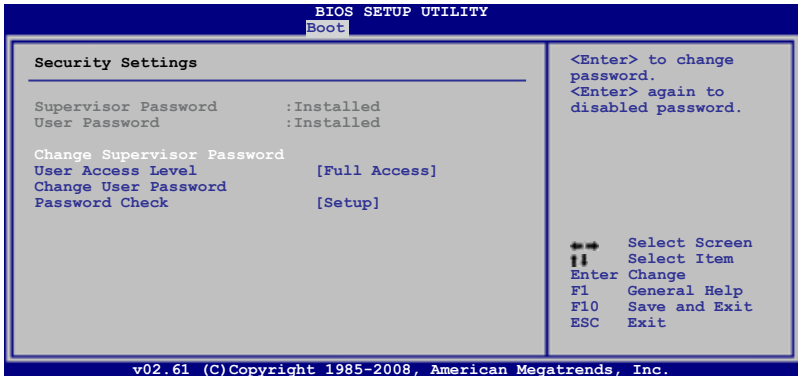 BIOS SETUP UTILITY
Boot
Security Settings
Supervisor Password :Installed
User Password :Installed
Change Supervisor Password
User Access Level [Full Access]
Change User Password
Password Check [Setup]
<Enter> to change
password.
<Enter> again to
disabled password.
←→ Select Screen
↑↓ Select Item
Enter Change
F1 General Help
F10 Save and Exit
ESC Exit
v02.61 (C)Copyright 1985-2008, American Megatrends, Inc.